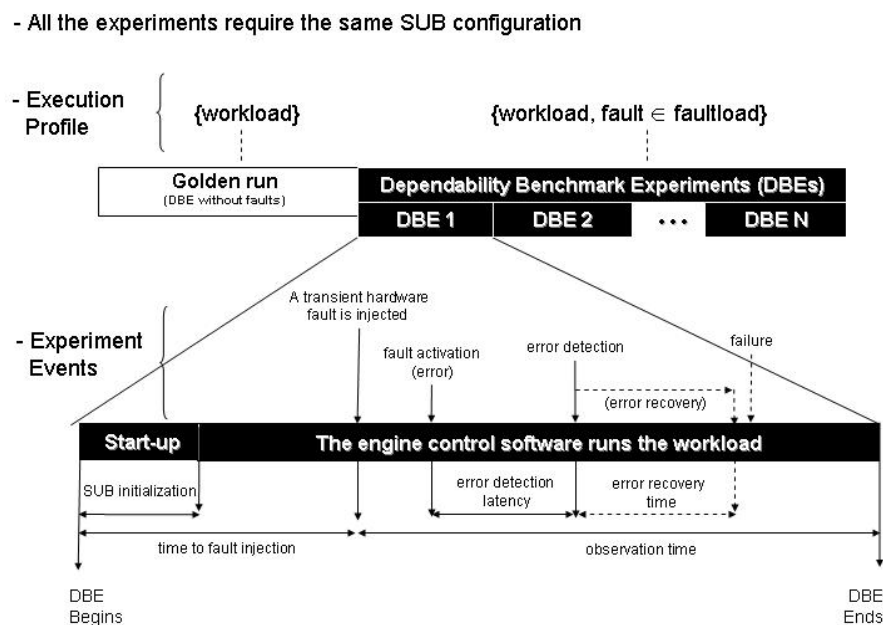 - All the experiments require the same SUB configuration
- Execution
Profile
{workload}
{workload, fault ∈ faultload}
Golden run
(DBE without faults)
Dependability Benchmark Experiments (DBEs)
DBE 1
DBE 2
•••
DBE N
- Experiment
Events
A transient hardware
fault is injected
fault activation
(error)
error detection
failure
(error recovery)
Start-up
The engine control software runs the workload
SUB initialization
error detection
latency
error recovery
time
time to fault injection
observation time
DBE
Begins
DBE
Ends